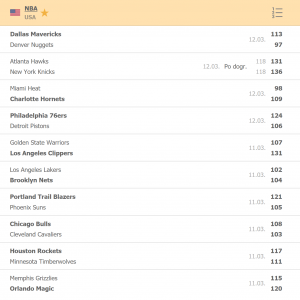 NBA
USA
Dallas Mavericks 113
12.03.
Denver Nuggets 97
Atlanta Hawks 118 131
12.03. Po dogr.
New York Knicks 118 136
Miami Heat 98
12.03.
Charlotte Hornets 109
Philadelphia 76ers 124
12.03.
Detroit Pistons 106
Golden State Warriors 107
11.03.
Los Angeles Clippers 131
Los Angeles Lakers 102
11.03.
Brooklyn Nets 104
Portland Trail Blazers 121
11.03.
Phoenix Suns 105
Chicago Bulls 108
11.03.
Cleveland Cavaliers 103
Houston Rockets 117
11.03.
Minnesota Timberwolves 111
Memphis Grizzlies 115
11.03.
Orlando Magic 120